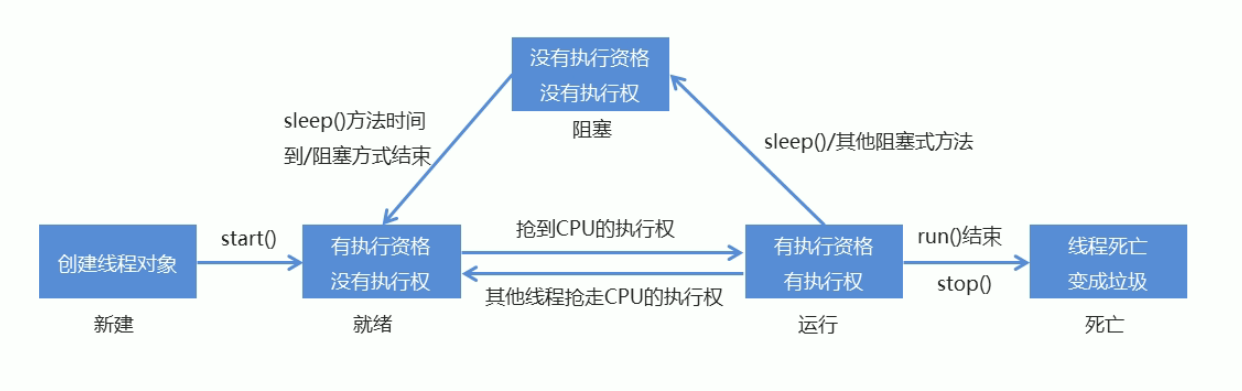 没有执行资格
没有执行权
阻塞
sleep()方法时间
到/阻塞方式结束
sleep()/其他阻塞式方法
创建线程对象
新建
start()
有执行资格
没有执行权
就绪
抢到CPU的执行权
其他线程抢走CPU的执行权
有执行资格
有执行权
运行
run()结束
stop()
线程死亡
变成垃圾
死亡